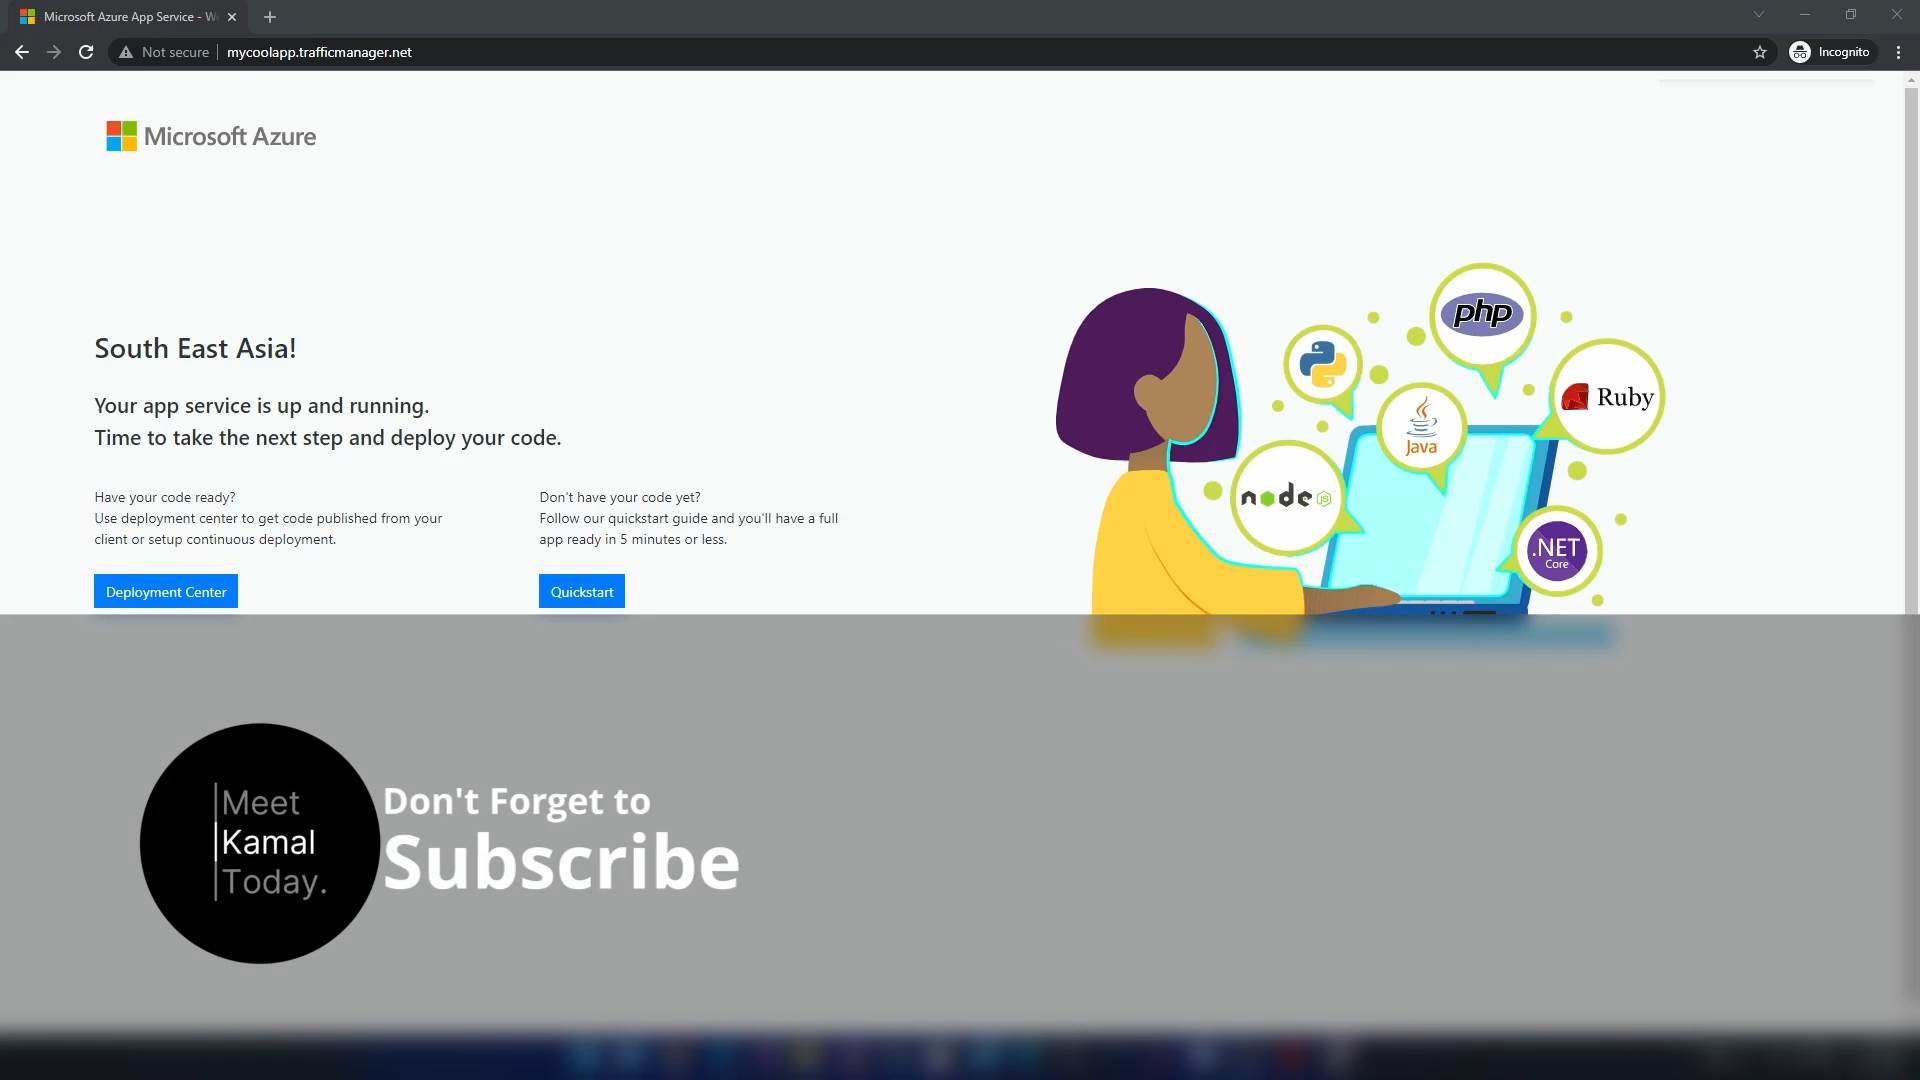 Microsoft Azure App Service - W
Not secure
mycoolapp.trafficmanager.net
Incognito
Microsoft Azure
South East Asia!
Your app service is up and running.
Time to take the next step and deploy your code.
Have your code ready?
Use deployment center to get code published from your
client or setup continuous deployment.
Deployment Center
Don't have your code yet?
Follow our quickstart guide and you'll have a full
app ready in 5 minutes or less.
Quickstart
php
Ruby
Java
node
JS
.NET
Core
Meet
Kamal
Today.
Don't Forget to
Subscribe